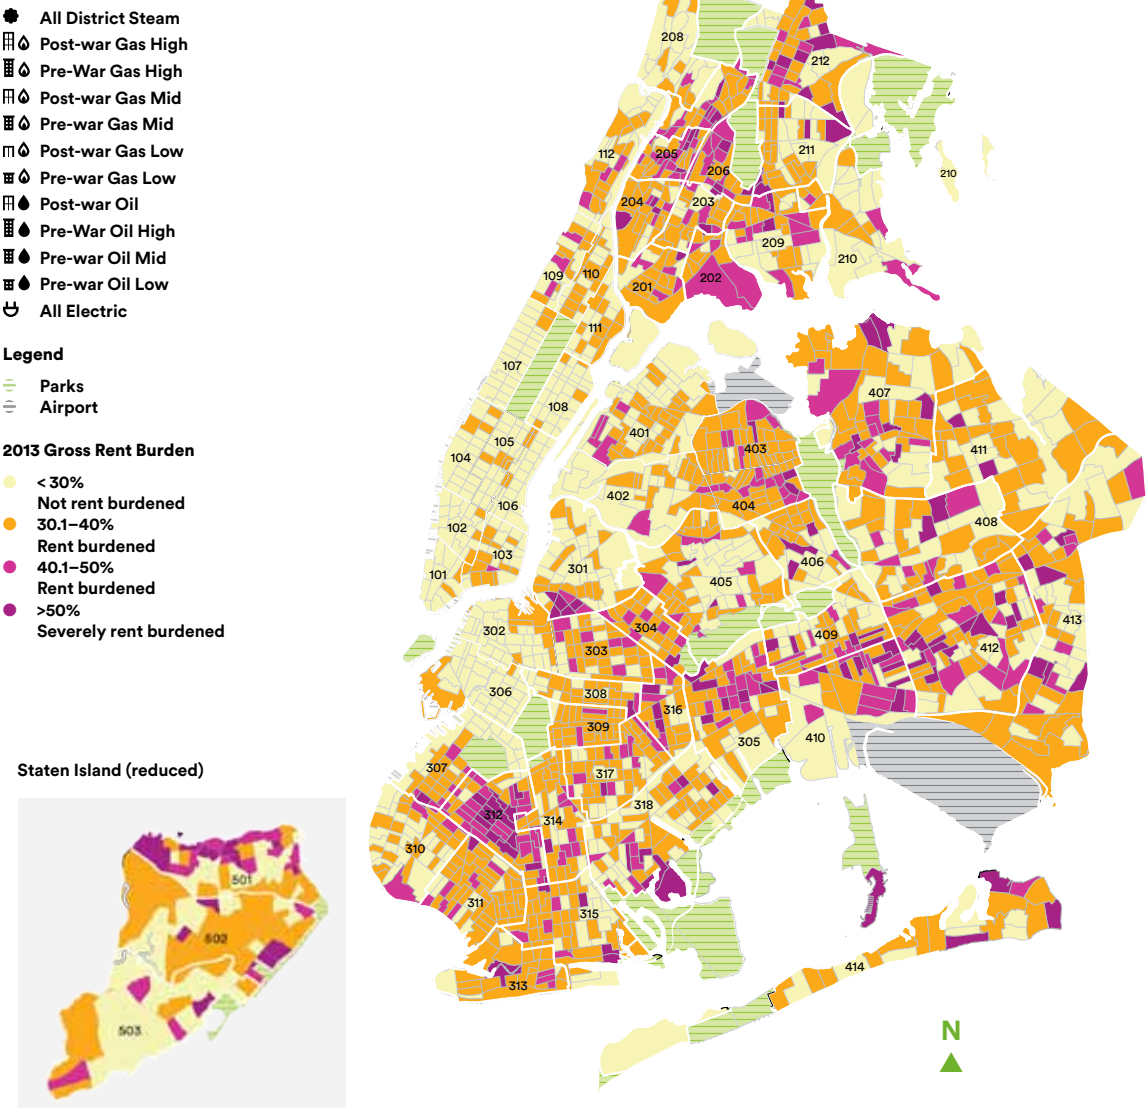 All District Steam
Post-war Gas High
Pre-War Gas High
Post-war Gas Mid
Pre-war Gas Mid
Post-war Gas Low
Pre-war Gas Low
Post-war Oil
Pre-War Oil High
Pre-war Oil Mid
Pre-war Oil Low
All Electric
Legend
Parks
Airport
2013 Gross Rent Burden
< 30%
Not rent burdened
30.1–40%
Rent burdened
40.1–50%
Rent burdened
>50%
Severely rent burdened
Staten Island (reduced)
501
502
503
208
212
112
205
211
206
210
204
203
209
210
109
110
201
202
111
107
407
108
401
105
403
411
104
402
404
106
408
102
103
406
101
301
405
302
304
409
413
303
412
306
308
316
309
305
410
307
317
312
318
314
310
311
315
414
313
N